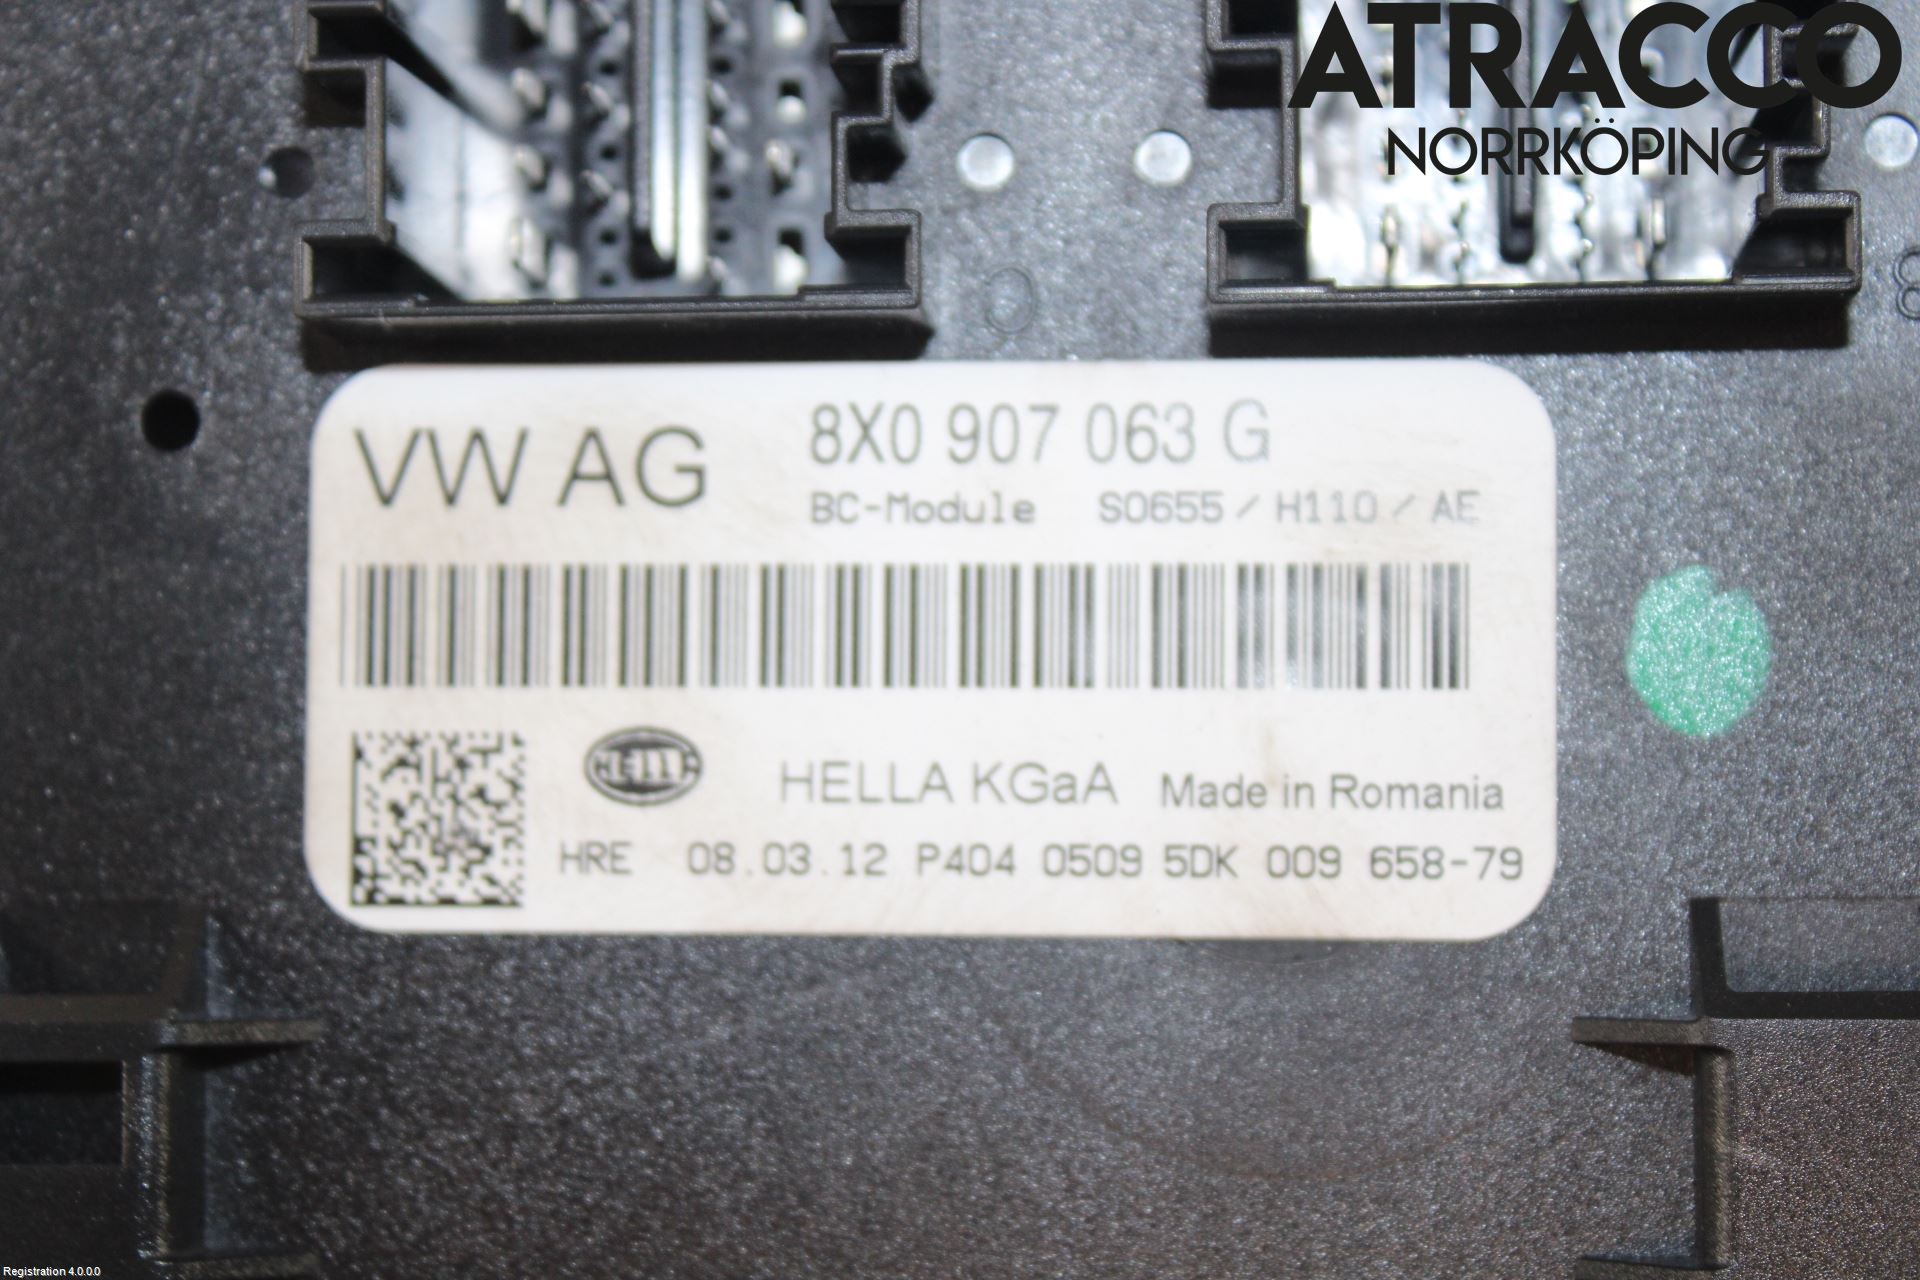 ATRACCO
NORRKÖPING
VW AG
8X0 907 063 G
BC-Module S0655 / H110 / AE
HELLA
HELLA KGaA Made in Romania
HRE 08.03.12 P404 0509 5DK 009 658-79
Registration 4.0.0.0